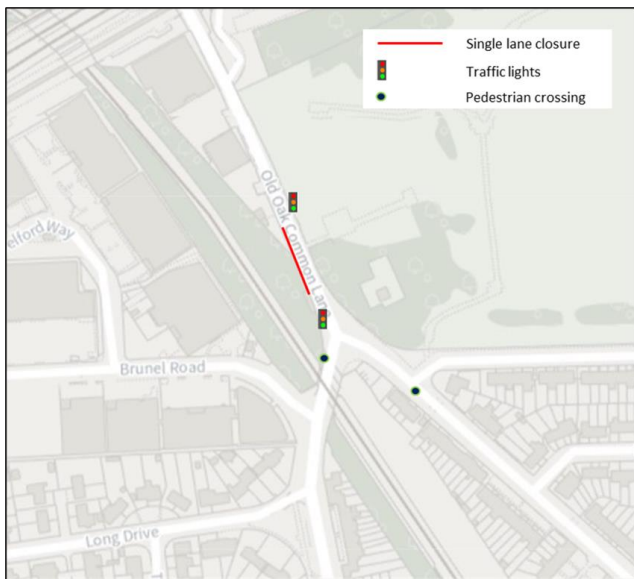 Single lane closure
Traffic lights
Pedestrian crossing
Old Oak Common Lane
elford Way
Brunel Road
Long Drive